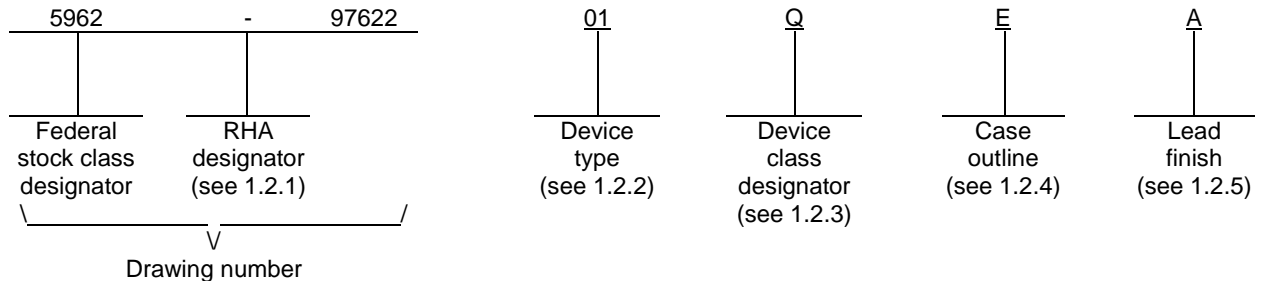 5962 - 97622 01 Q E A
Federal stock class designator
RHA designator (see 1.2.1)
Device type (see 1.2.2)
Device class designator (see 1.2.3)
Case outline (see 1.2.4)
Lead finish (see 1.2.5)
\ /
\/
Drawing number